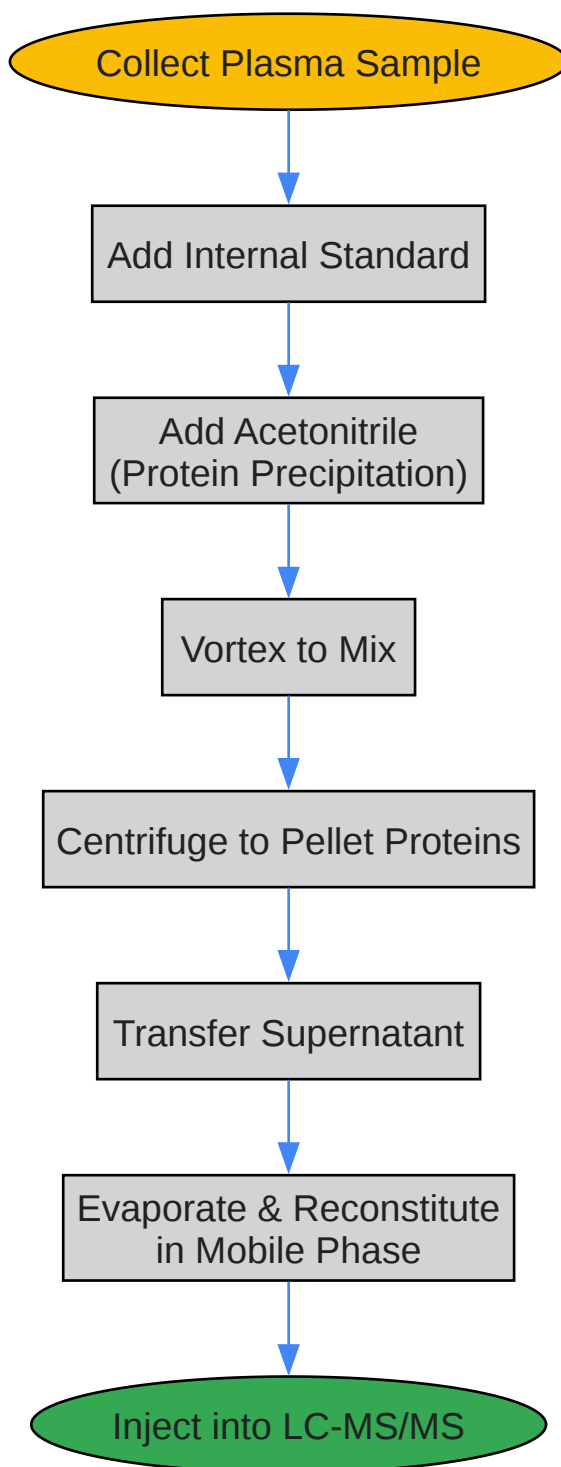 Collect Plasma Sample
Add Internal Standard
Add Acetonitrile
(Protein Precipitation)
Vortex to Mix
Centrifuge to Pellet Proteins
Transfer Supernatant
Evaporate & Reconstitute
in Mobile Phase
Inject into LC-MS/MS